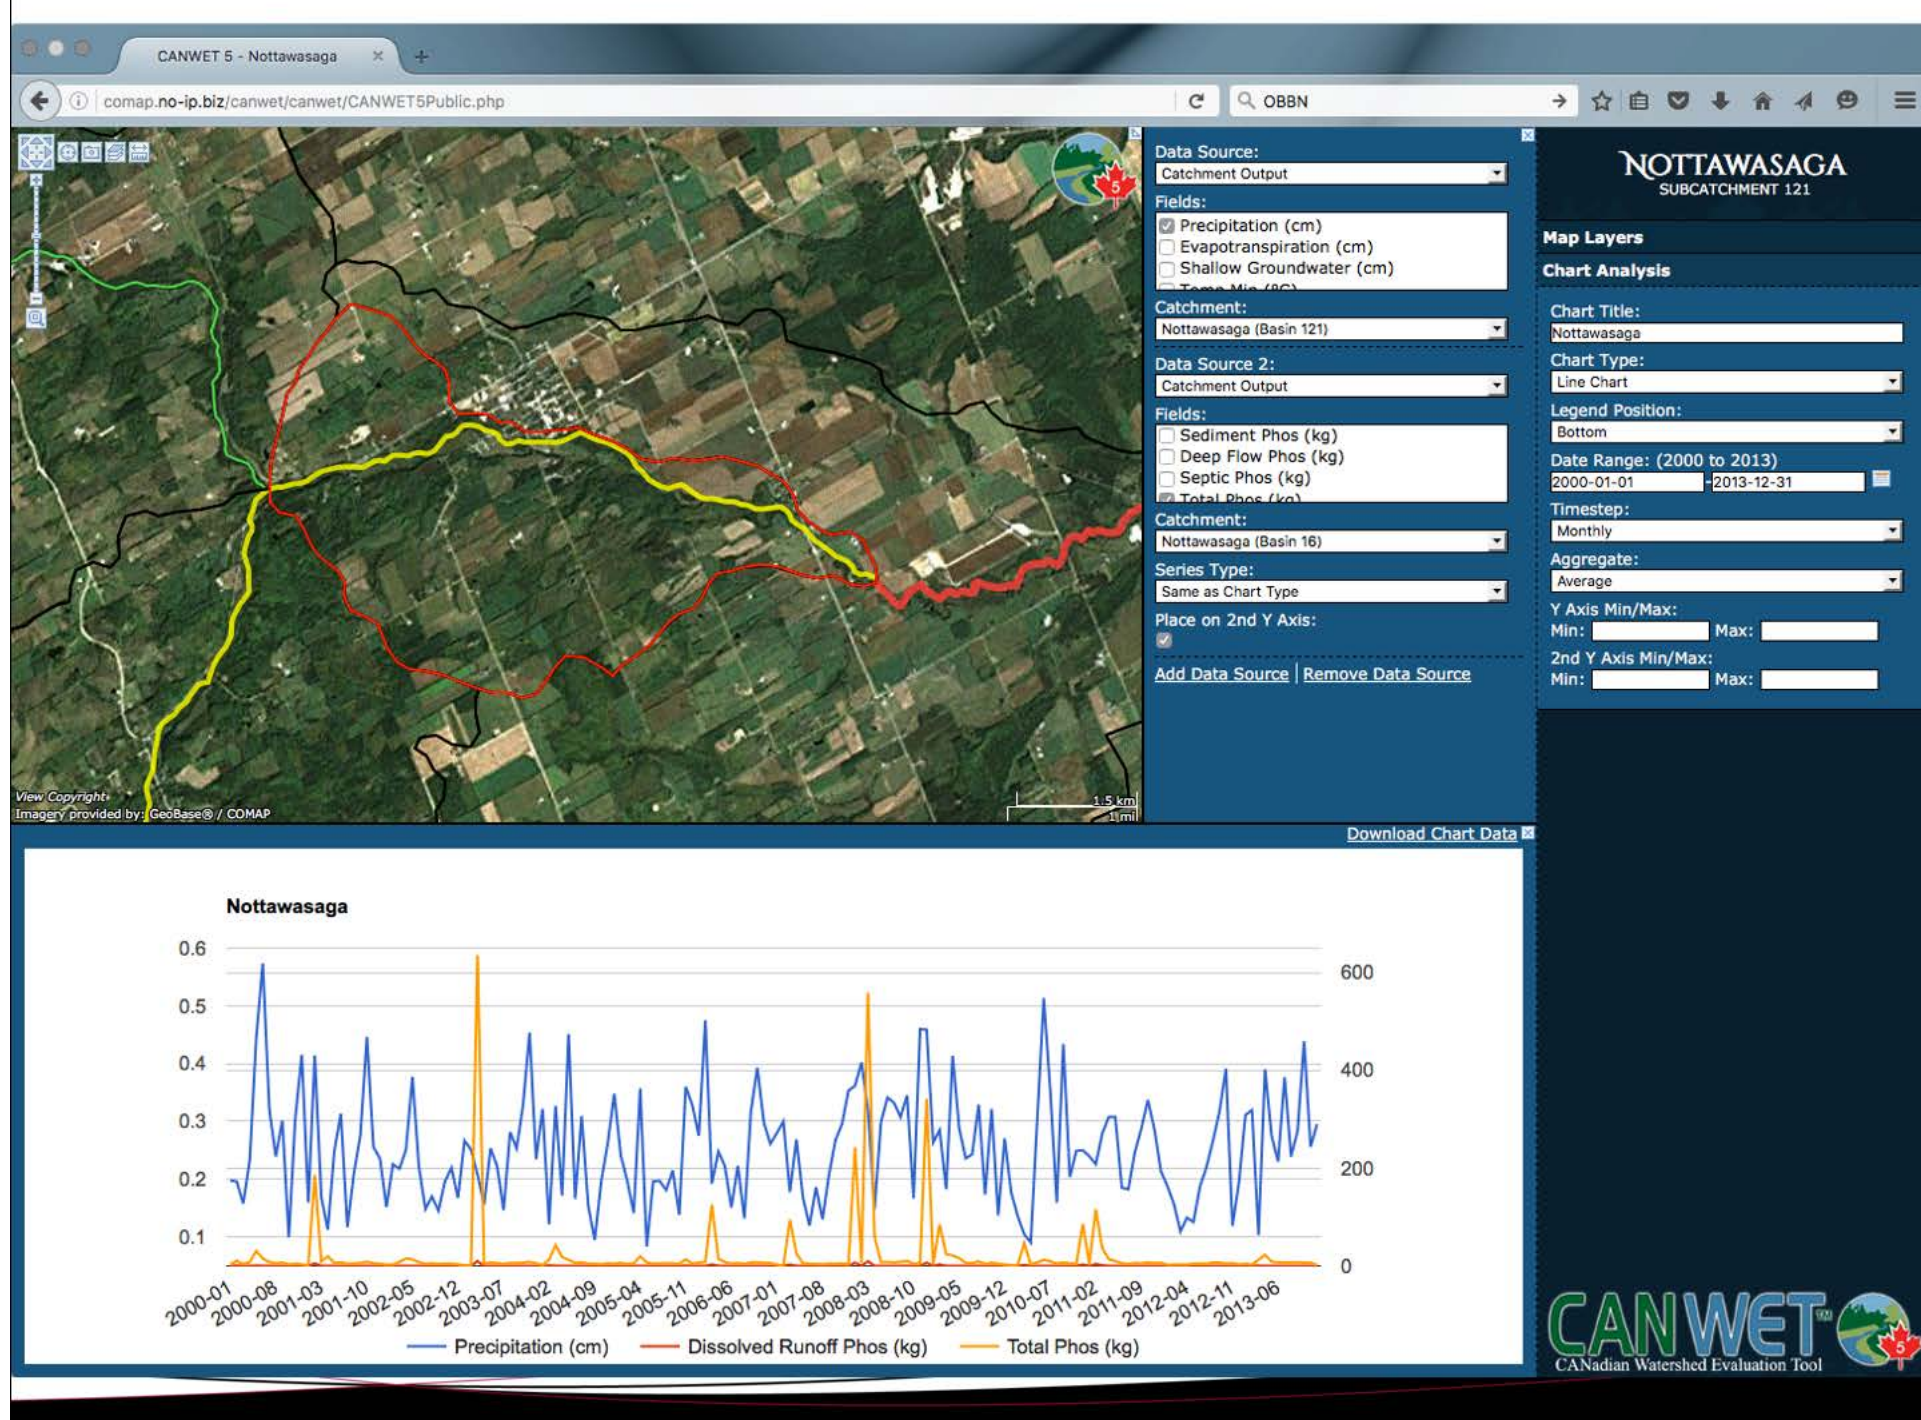 CANWET 5 - Nottawasaga
comap.no-ip.biz/canwet/canwet/CANWET5Public.php
OBBN
5
View Copyright
Imagery provided by: GeoBase® / COMAP
1.5 km
1 mi
Data Source:
Catchment Output
Fields:
Precipitation (cm)
Evapotranspiration (cm)
Shallow Groundwater (cm)
Temp Min (ºC)
Catchment:
Nottawasaga (Basin 121)
Data Source 2:
Catchment Output
Fields:
Sediment Phos (kg)
Deep Flow Phos (kg)
Septic Phos (kg)
Total Phos (kg)
Catchment:
Nottawasaga (Basin 16)
Series Type:
Same as Chart Type
Place on 2nd Y Axis:
Add Data Source | Remove Data Source
NOTTAWASAGA
SUBCATCHMENT 121
Map Layers
Chart Analysis
Chart Title:
Nottawasaga
Chart Type:
Line Chart
Legend Position:
Bottom
Date Range: (2000 to 2013)
2000-01-01 - 2013-12-31
Timestep:
Monthly
Aggregate:
Average
Y Axis Min/Max:
Min: Max:
2nd Y Axis Min/Max:
Min: Max:
Download Chart Data
Nottawasaga
0.6
0.5
0.4
0.3
0.2
0.1
600
400
200
0
2000-01 2000-08 2001-03 2001-10 2002-05 2002-12 2003-07 2004-02 2004-09 2005-04 2005-11 2006-06 2007-01 2007-08 2008-03 2008-10 2009-05 2009-12 2010-07 2011-02 2011-09 2012-04 2012-11 2013-06
Precipitation (cm) Dissolved Runoff Phos (kg) Total Phos (kg)
CANWET™
CANadian Watershed Evaluation Tool
5